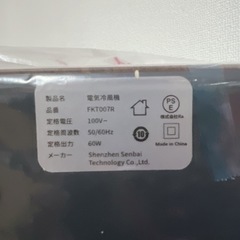 製品名 電気冷風機
品番 FKT007R
定格電圧 100V~
定格周波数 50/60Hz
定格出力 60W
メーカー Shenzhen Senbai
Technology Co.,Ltd.
PS
E
10
Made in China